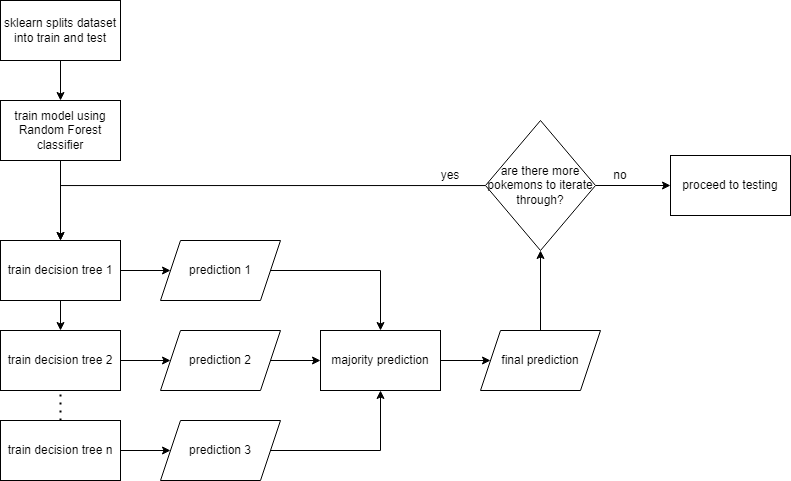 sklearn splits dataset
into train and test
train model using
Random Forest
classifier
are there more
pokemons to iterate
through?
yes
no
proceed to testing
train decision tree 1
prediction 1
train decision tree 2
prediction 2
majority prediction
final prediction
train decision tree n
prediction 3